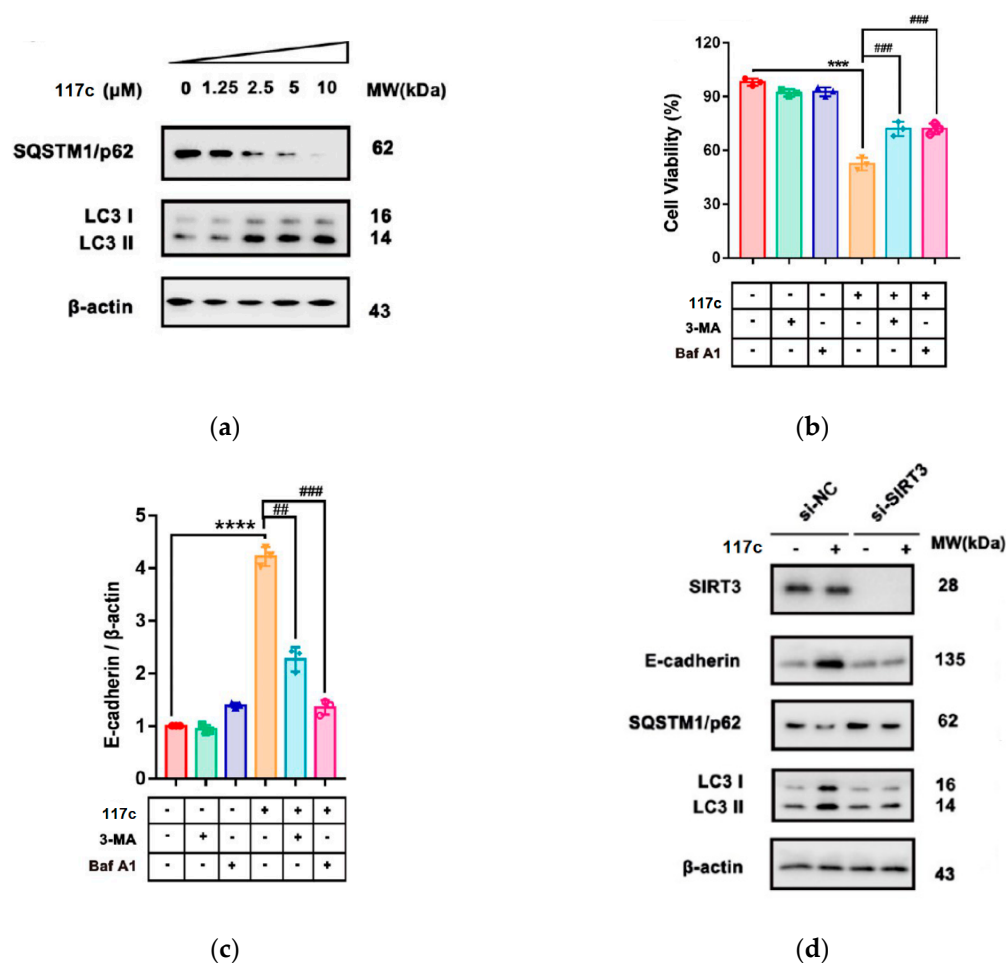 117c (μM) 0 1.25 2.5 5 10 MW(kDa)
SQSTM1/p62 62
LC3 I 16
LC3 II 14
β-actin 43
(a)
###
###
***
120
90
60
30
0
Cell Viability (%)
117c - - - + + +
3-MA - + - - + -
Baf A1 - - + - - +
(b)
###
##
****
5
4
3
2
1
0
E-cadherin / β-actin
117c - - - + + +
3-MA - + - - + -
Baf A1 - - + - - +
(c)
si-NC si-SIRT3
117c - + - + MW(kDa)
SIRT3 28
E-cadherin 135
SQSTM1/p62 62
LC3 I 16
LC3 II 14
β-actin 43
(d)